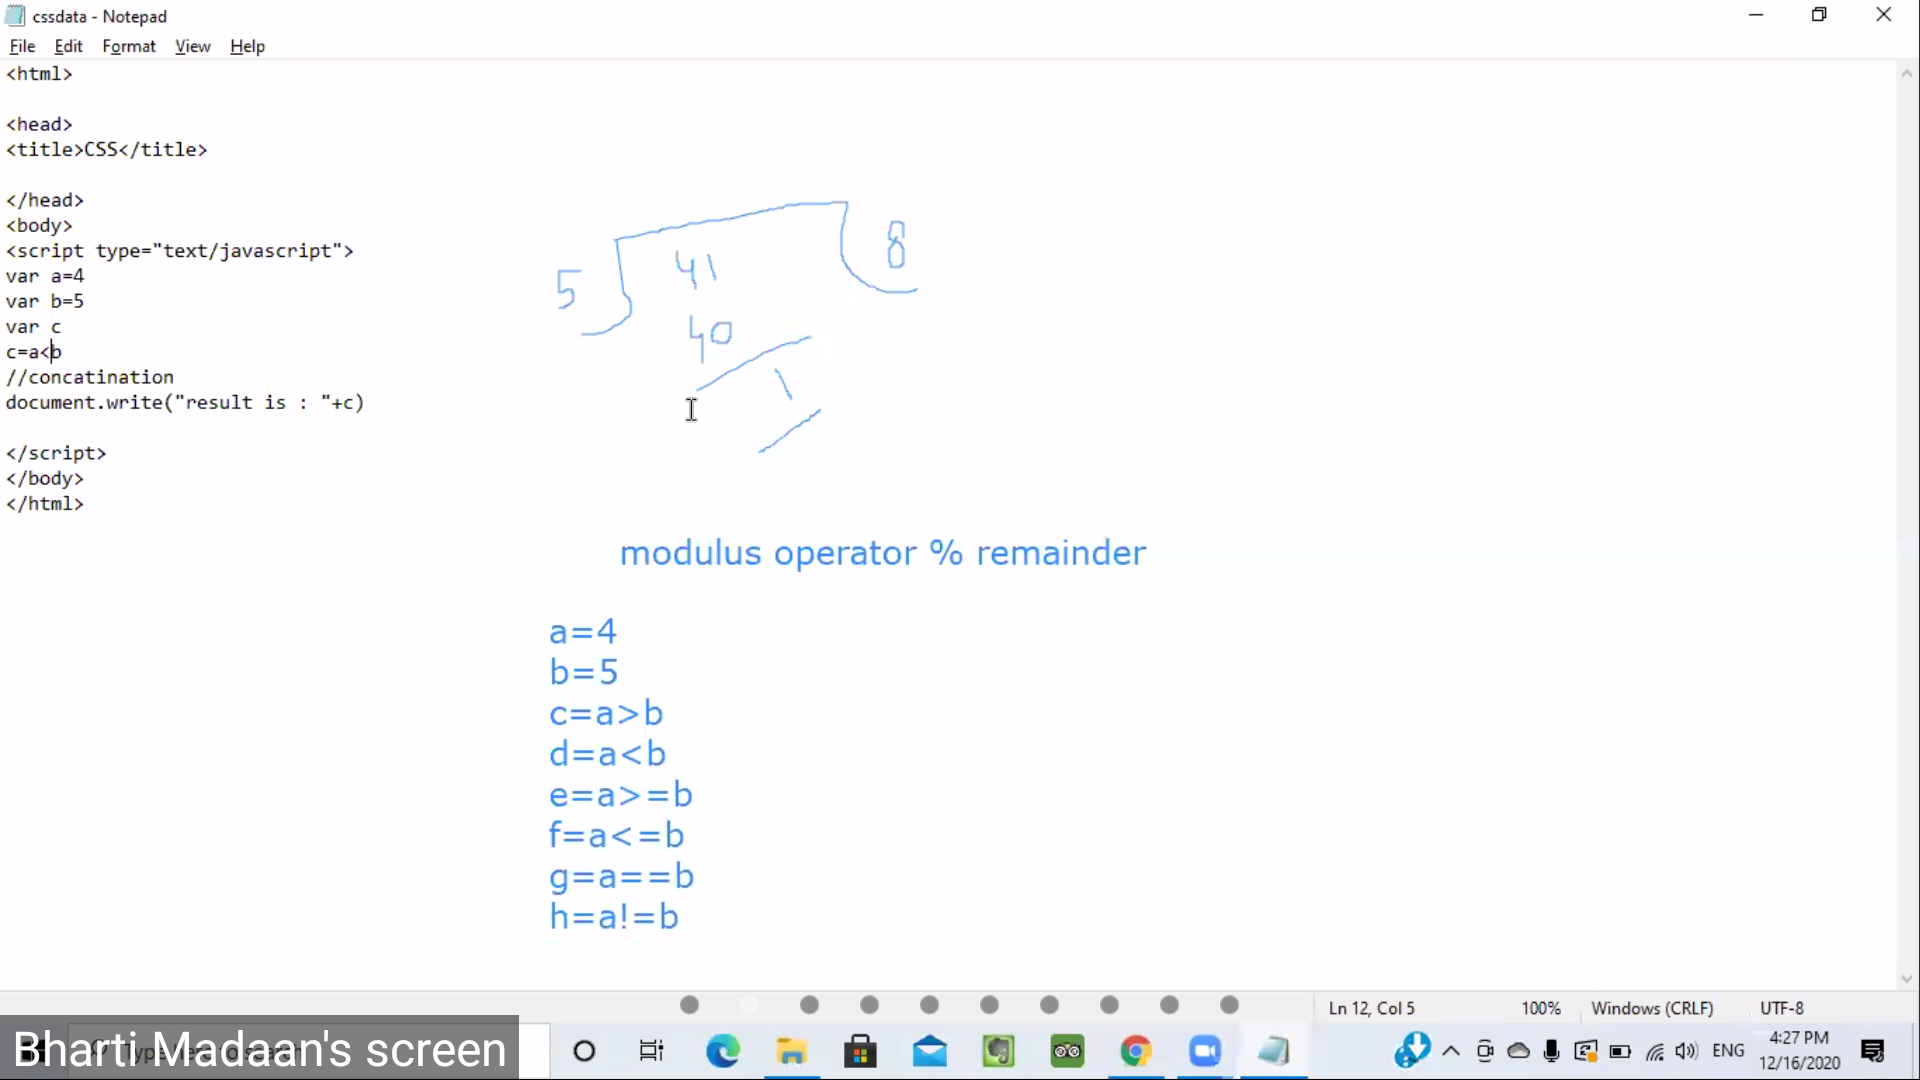 cssdata - Notepad
File Edit Format View Help
<html>
<head>
<title>CSS</title>
</head>
<body>
<script type="text/javascript">
var a=4
var b=5
var c
c=a<b
//concatination
document.write("result is : "+c)
</script>
</body>
</html>
5 41 8
40
1
modulus operator % remainder
a=4
b=5
c=a>b
d=a<b
e=a>=b
f=a<=b
g=a==b
h=a!=b
Ln 12, Col 5 100% Windows (CRLF) UTF-8
Bharti Madaan's screen
ENG
4:27 PM
12/16/2020